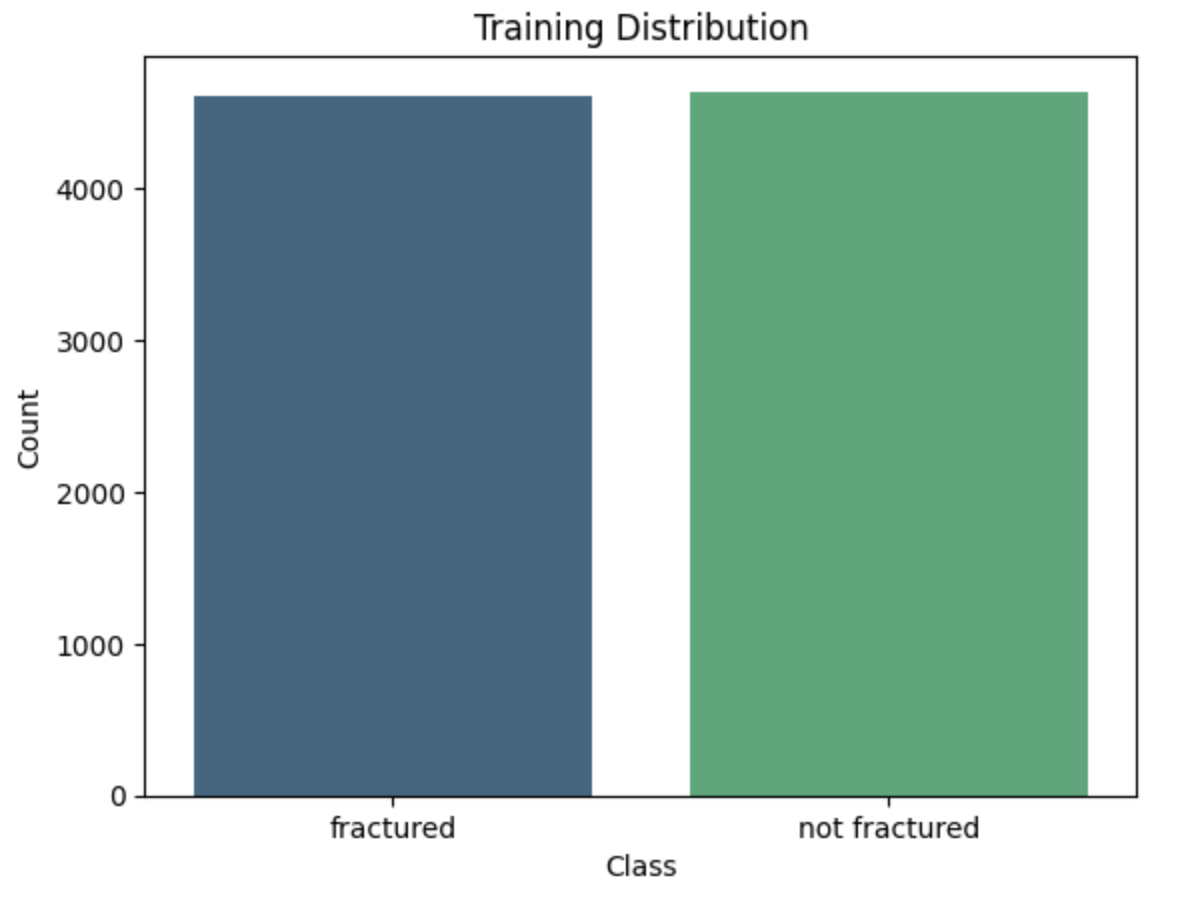 Training Distribution
4000
3000
2000
1000
0
Count
fractured
not fractured
Class